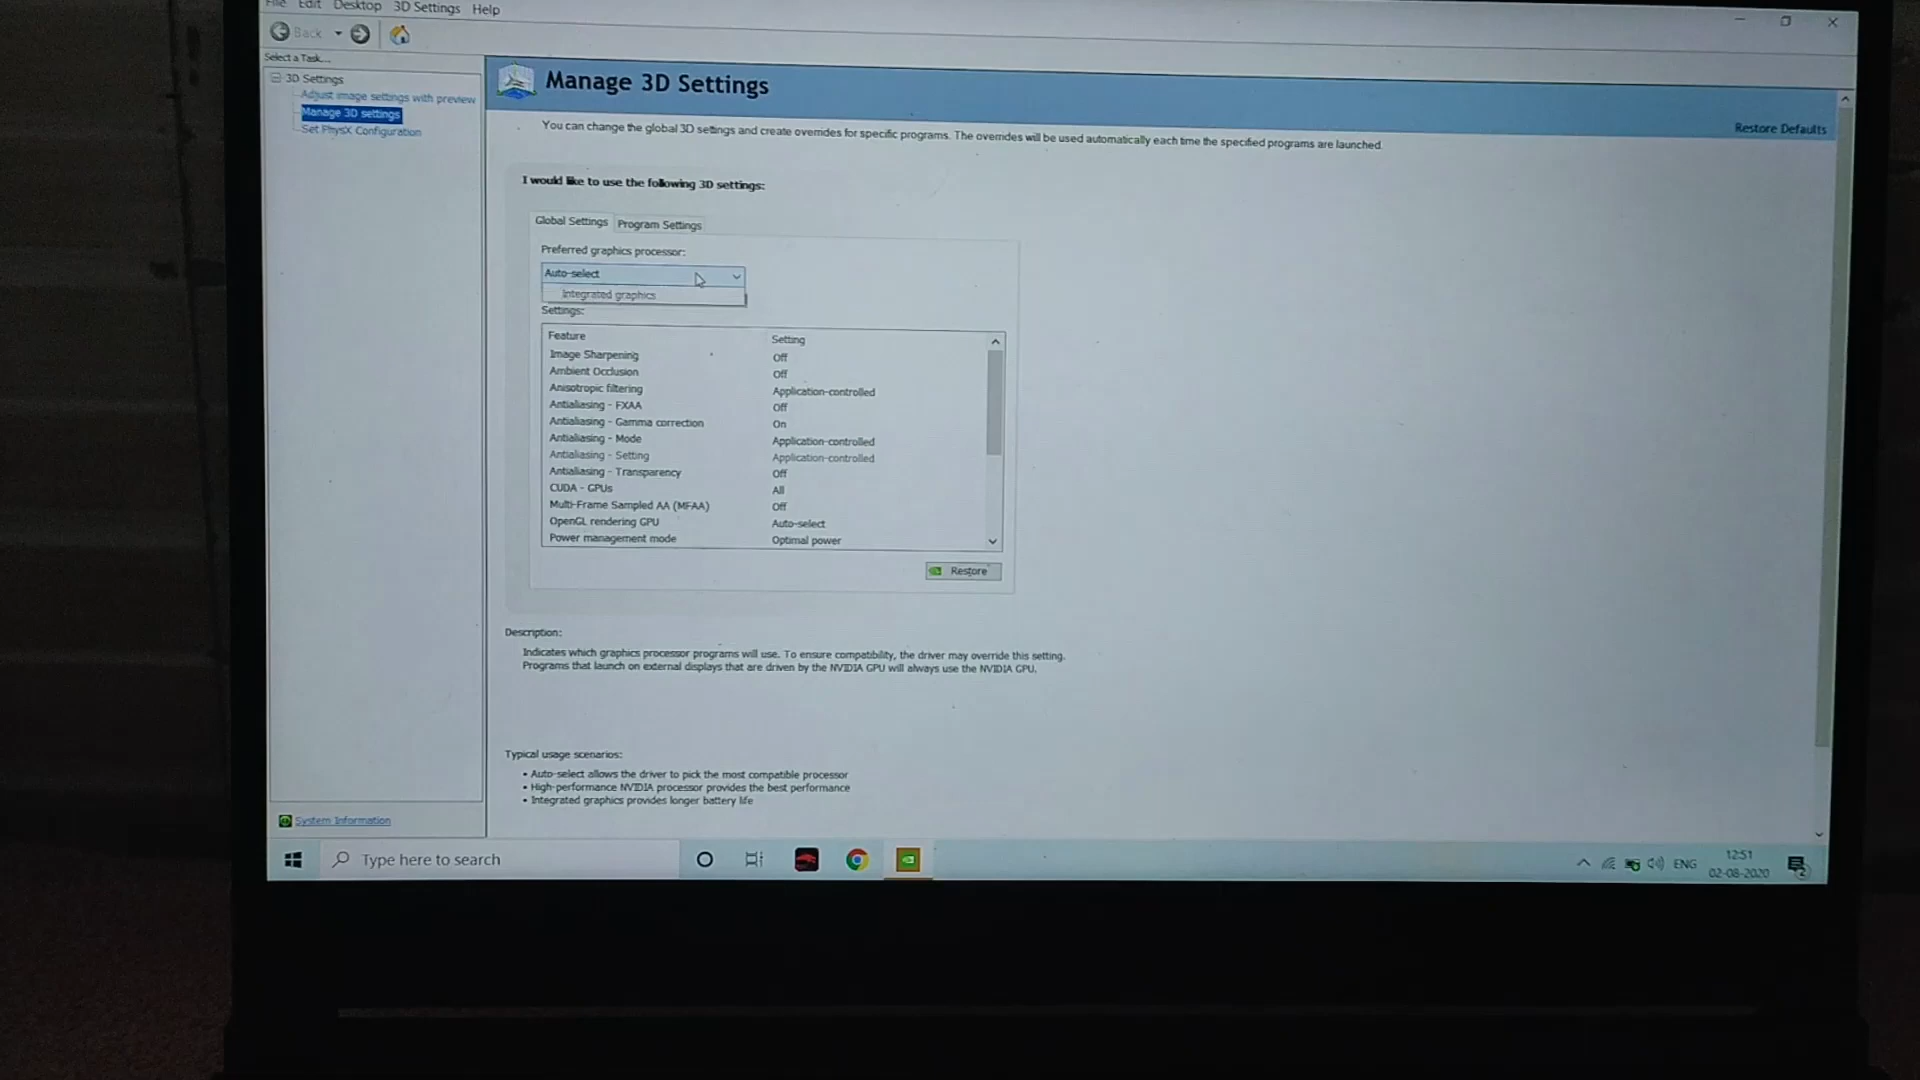 File Edit Desktop 3D Settings Help
Back
Select a Task...
3D Settings
Adjust image settings with preview
Manage 3D settings
Set PhysX Configuration
System Information
Manage 3D Settings
Restore Defaults
You can change the global 3D settings and create overrides for specific programs. The overrides will be used automatically each time the specified programs are launched.
I would like to use the following 3D settings:
Global Settings Program Settings
Preferred graphics processor:
Auto-select
Integrated graphics
Settings:
Feature Setting
Image Sharpening Off
Ambient Occlusion Off
Anisotropic filtering Application-controlled
Antialiasing - FXAA Off
Antialiasing - Gamma correction On
Antialiasing - Mode Application-controlled
Antialiasing - Setting Application-controlled
Antialiasing - Transparency Off
CUDA - GPUs All
Multi-Frame Sampled AA (MFAA) Off
OpenGL rendering GPU Auto-select
Power management mode Optimal power
Restore
Description:
Indicates which graphics processor programs will use. To ensure compatibility, the driver may override this setting.
Programs that launch on external displays that are driven by the NVIDIA GPU will always use the NVIDIA GPU.
Typical usage scenarios:
• Auto-select allows the driver to pick the most compatible processor
• High-performance NVIDIA processor provides the best performance
• Integrated graphics provides longer battery life
Type here to search
ENG
12:51
02-08-2020
2